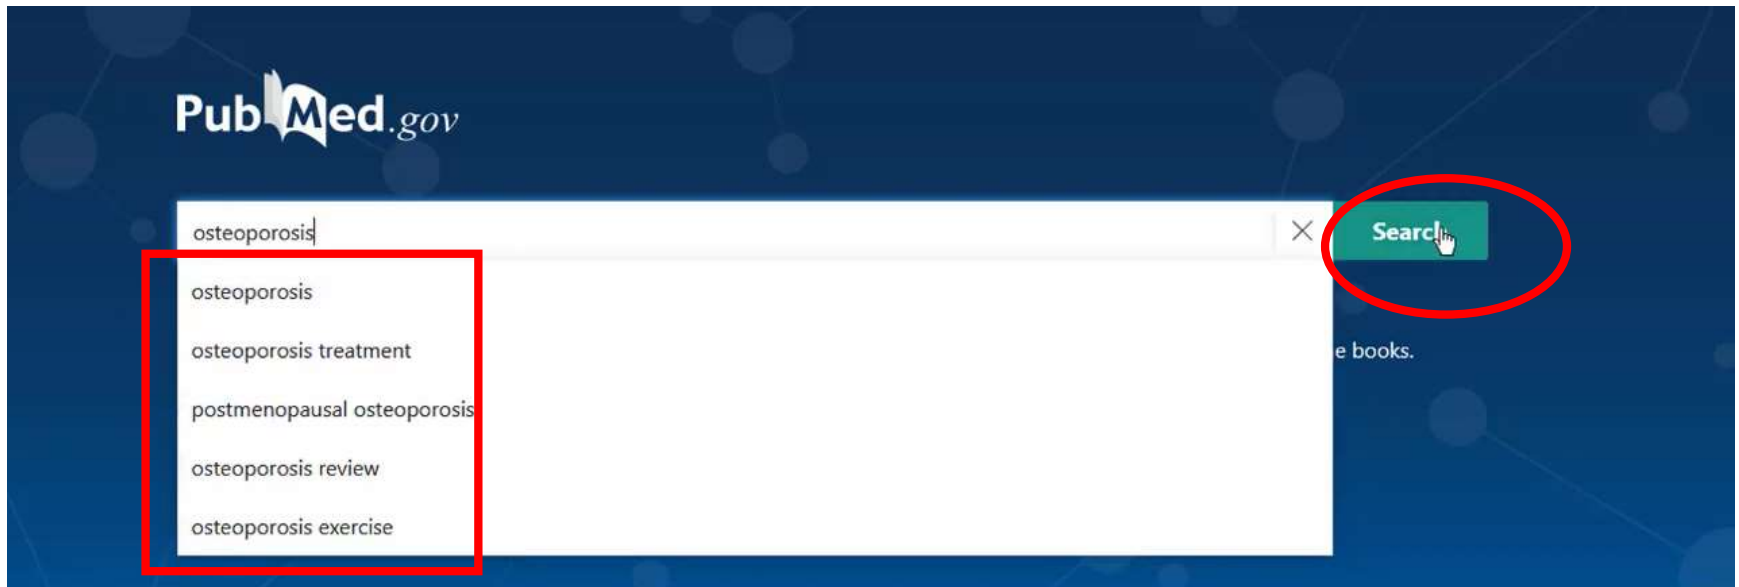 PubMed.gov
osteoporosis
Search
osteoporosis
osteoporosis treatment
e books.
postmenopausal osteoporosis
osteoporosis review
osteoporosis exercise